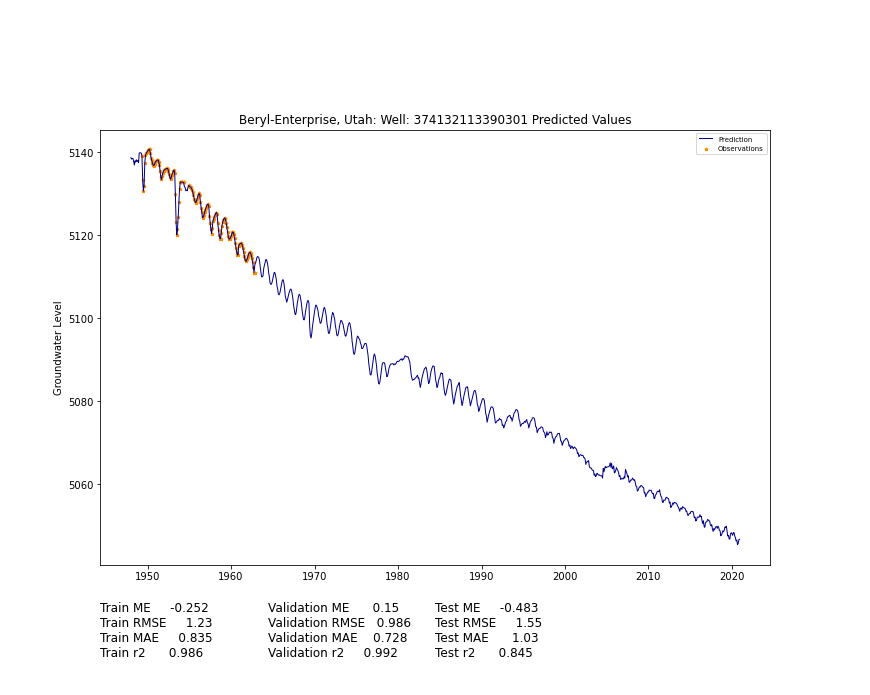 Beryl-Enterprise, Utah: Well: 374132113390301 Predicted Values
Prediction
Observations
Groundwater Level
5140
5120
5100
5080
5060
1950 1960 1970 1980 1990 2000 2010 2020
Train ME -0.252 Validation ME 0.15 Test ME -0.483
Train RMSE 1.23 Validation RMSE 0.986 Test RMSE 1.55
Train MAE 0.835 Validation MAE 0.728 Test MAE 1.03
Train r2 0.986 Validation r2 0.992 Test r2 0.845